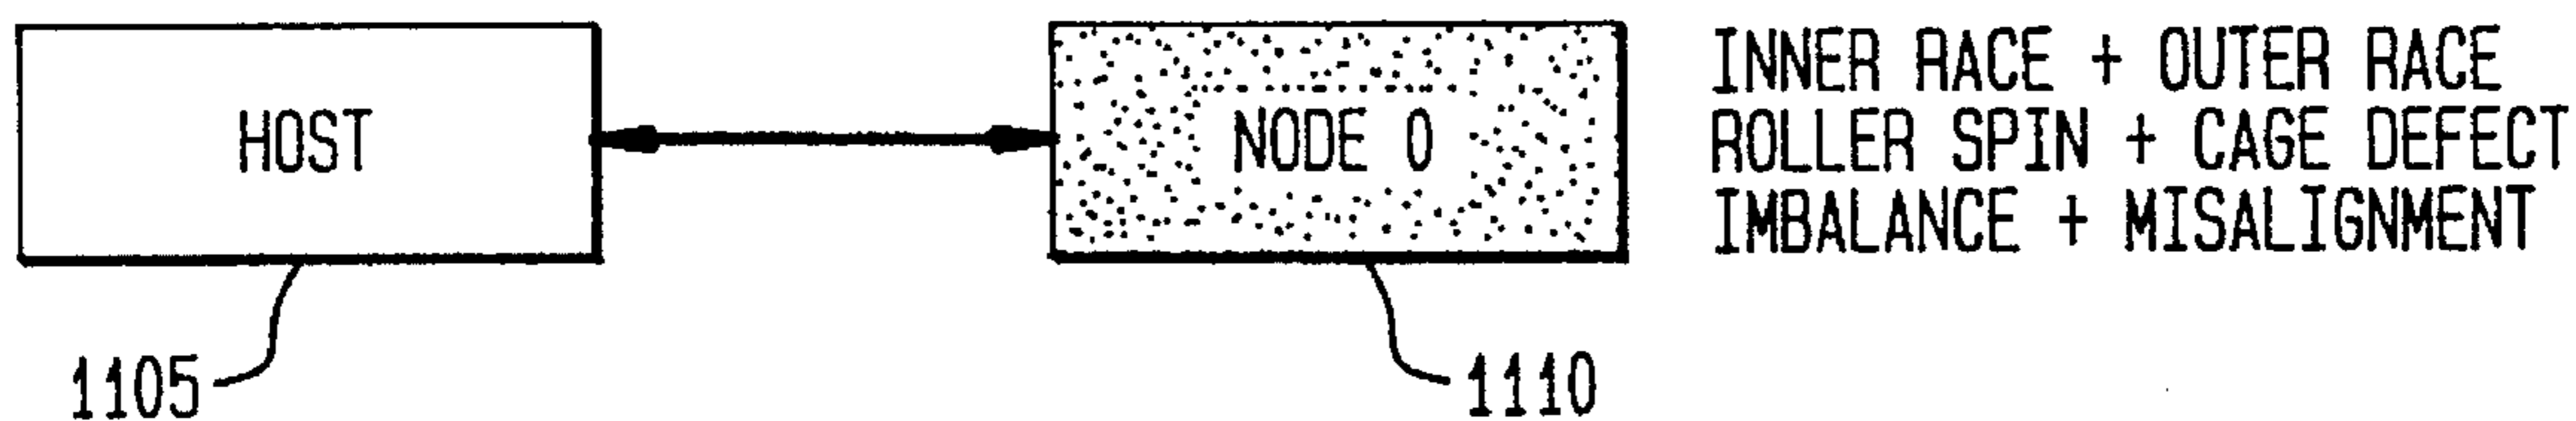 HOST
NODE 0
INNER RACE + OUTER RACE
ROLLER SPIN + CAGE DEFECT
IMBALANCE + MISALIGNMENT
1105
1110